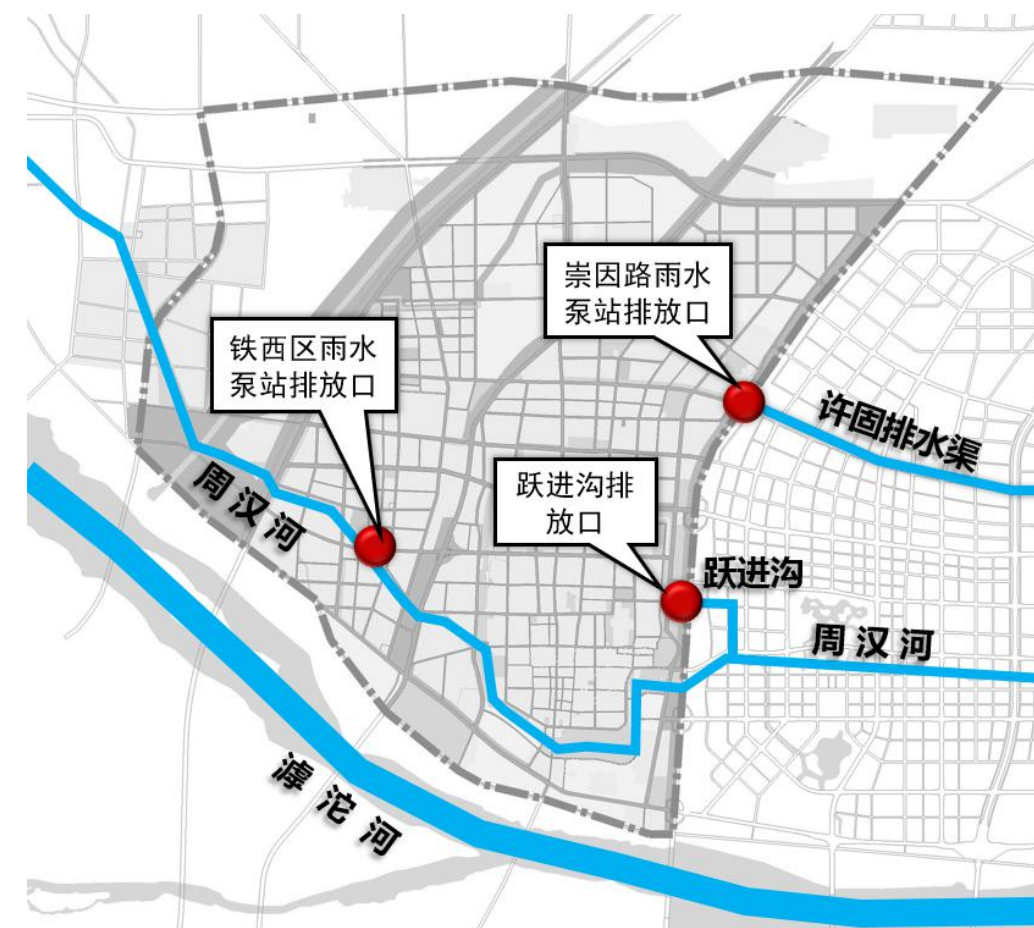 崇因路雨水
泵站排放口
铁西区雨水
泵站排放口
许固排水渠
周汉河
跃进沟排
放口
跃进沟
周汉河
滹沱河